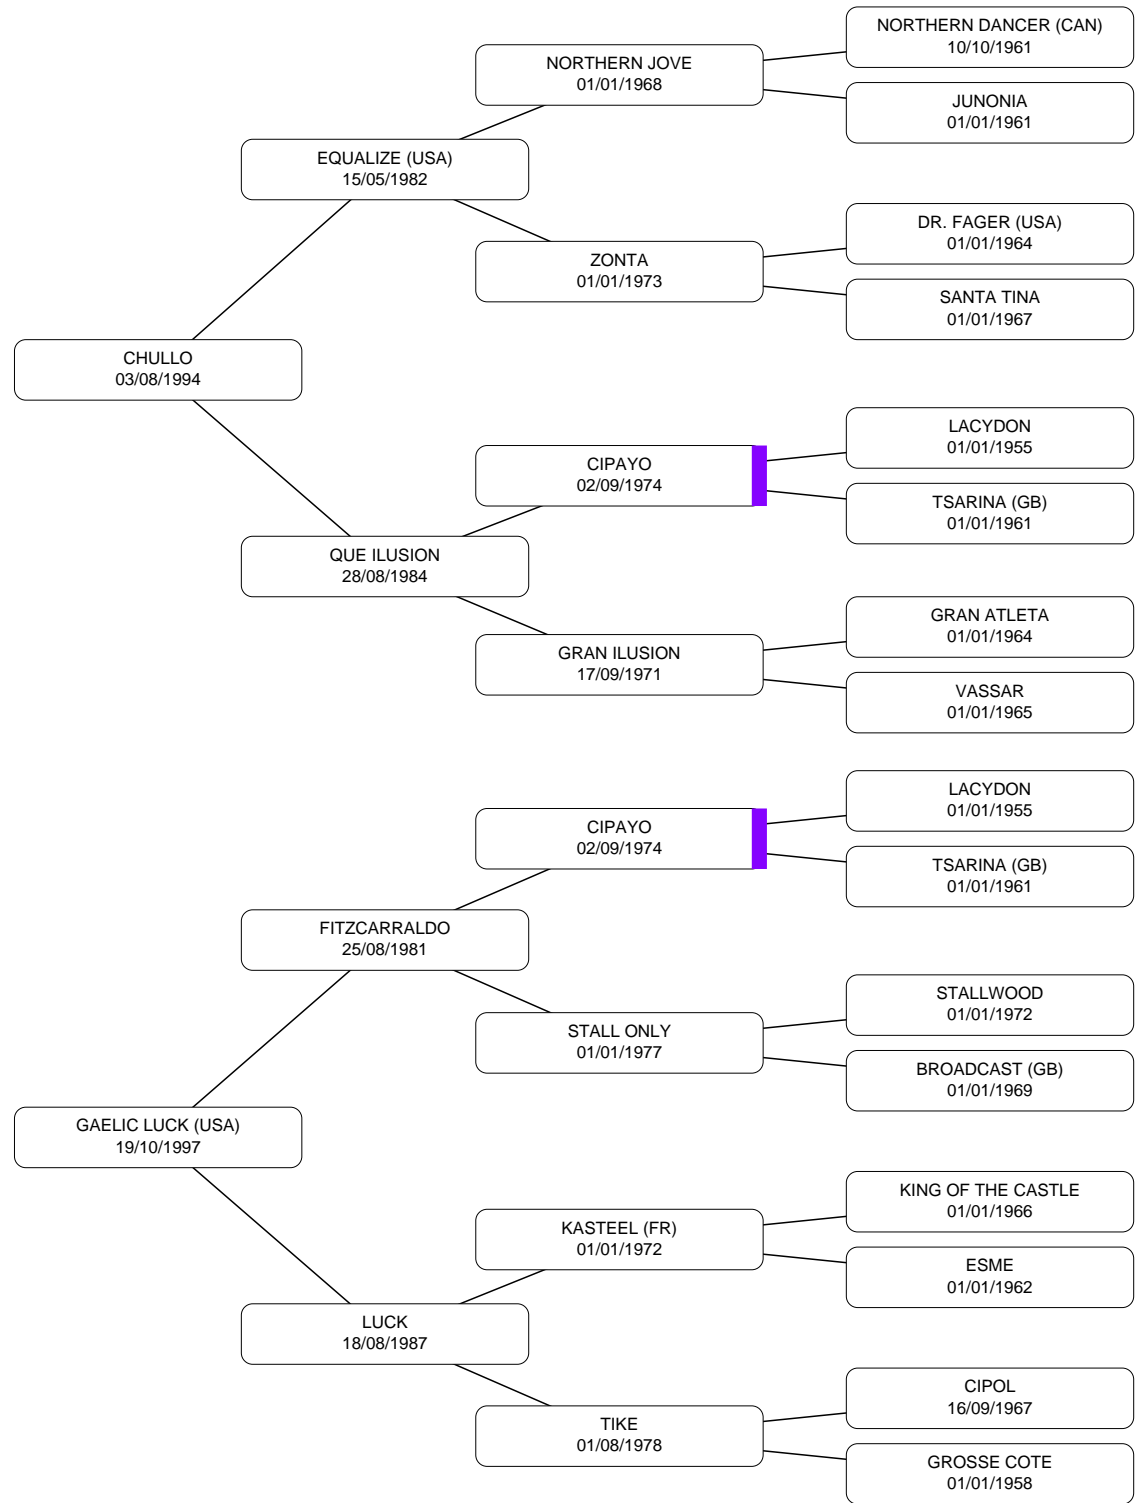 NORTHERN DANCER (CAN)
10/10/1961
NORTHERN JOVE
01/01/1968
JUNONIA
01/01/1961
EQUALIZE (USA)
15/05/1982
DR. FAGER (USA)
01/01/1964
ZONTA
01/01/1973
SANTA TINA
01/01/1967
CHULLO
03/08/1994
LACYDON
01/01/1955
CIPAYO
02/09/1974
TSARINA (GB)
01/01/1961
QUE ILUSION
28/08/1984
GRAN ATLETA
01/01/1964
GRAN ILUSION
17/09/1971
VASSAR
01/01/1965
LACYDON
01/01/1955
CIPAYO
02/09/1974
TSARINA (GB)
01/01/1961
FITZCARRALDO
25/08/1981
STALLWOOD
01/01/1972
STALL ONLY
01/01/1977
BROADCAST (GB)
01/01/1969
GAELIC LUCK (USA)
19/10/1997
KING OF THE CASTLE
01/01/1966
KASTEEL (FR)
01/01/1972
ESME
01/01/1962
LUCK
18/08/1987
CIPOL
16/09/1967
TIKE
01/08/1978
GROSSE COTE
01/01/1958